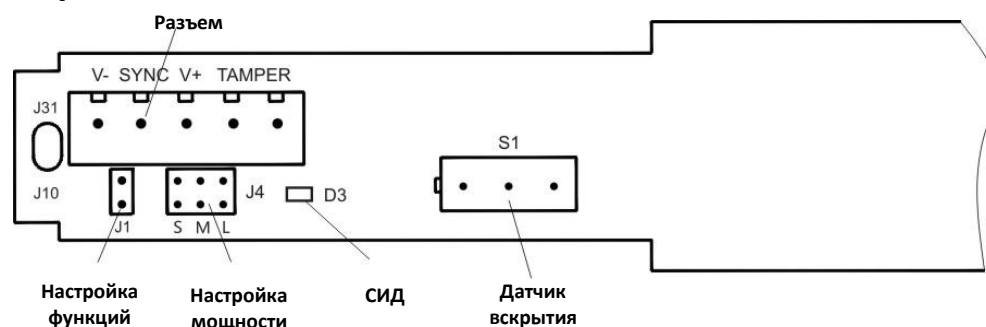 Разъем
V- SYNC V+ TAMPER
J31
S1
J10
J4
D3
J1
S M L
Настройка
функций
Настройка
мощности
СИД
Датчик
вскрытия